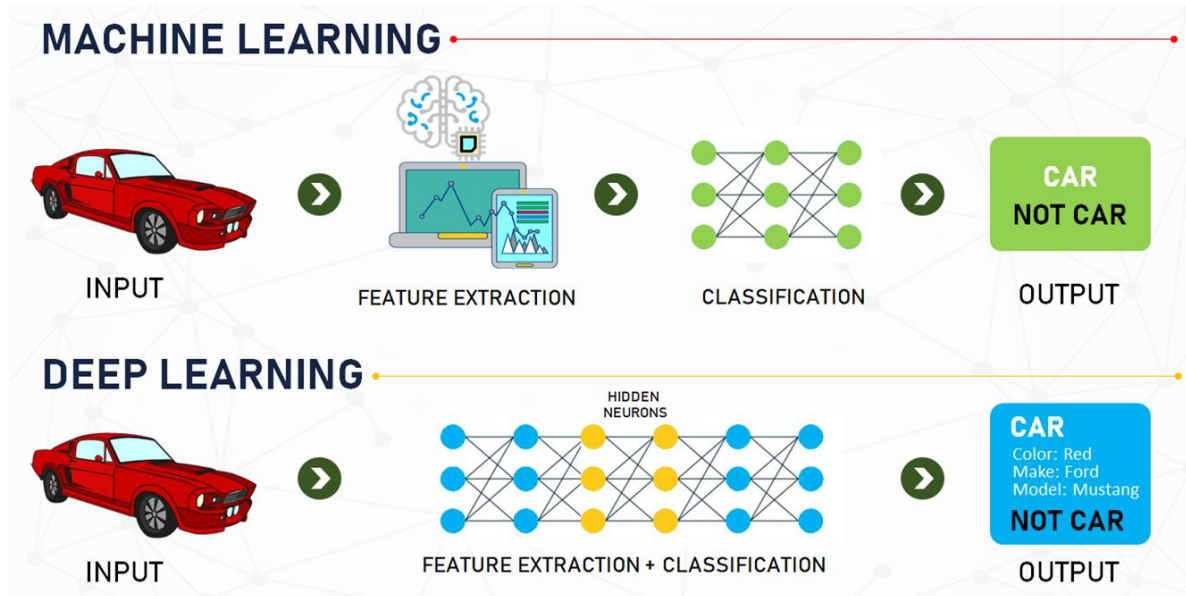 MACHINE LEARNING
INPUT
FEATURE EXTRACTION
CLASSIFICATION
CAR
NOT CAR
OUTPUT
DEEP LEARNING
INPUT
HIDDEN
NEURONS
FEATURE EXTRACTION + CLASSIFICATION
CAR
Color: Red
Make: Ford
Model: Mustang
NOT CAR
OUTPUT